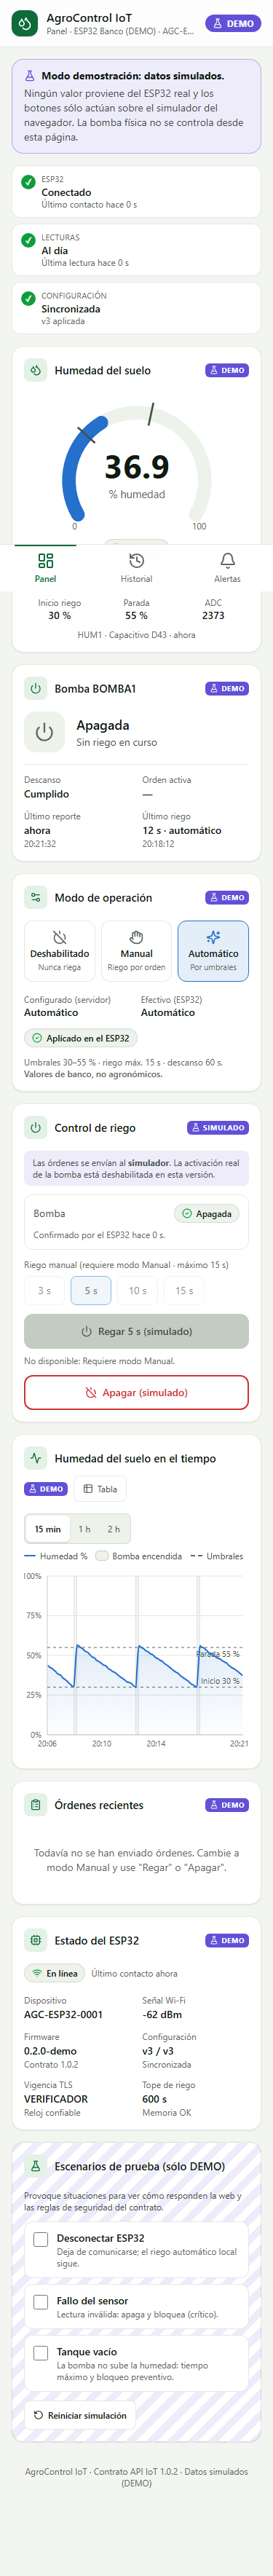 AgroControl IoT
Panel · ESP32 Banco (DEMO) · AGC-E...
DEMO
Modo demostración: datos simulados.
Ningún valor proviene del ESP32 real y los
botones sólo actúan sobre el simulador del
navegador. La bomba física no se controla desde
esta página.
ESP32
Conectado
Último contacto hace 0 s
LECTURAS
Al día
Última lectura hace 0 s
CONFIGURACIÓN
Sincronizada
v3 aplicada
Humedad del suelo
DEMO
36.9
% humedad
0
100
Panel
Historial
Alertas
Inicio riego
30 %
Parada
55 %
ADC
2373
HUM1 · Capacitivo D43 · ahora
Bomba BOMBA1
DEMO
Apagada
Sin riego en curso
Descanso
Cumplido
Orden activa
—
Último reporte
ahora
20:21:32
Último riego
12 s · automático
20:18:12
Modo de operación
DEMO
Deshabilitado
Nunca riega
Manual
Riego por orden
Automático
Por umbrales
Configurado (servidor)
Automático
Efectivo (ESP32)
Automático
Aplicado en el ESP32
Umbrales 30–55 % · riego máx. 15 s · descanso 60 s.
Valores de banco, no agronómicos.
Control de riego
SIMULADO
Las órdenes se envían al simulador. La activación real
de la bomba está deshabilitada en esta versión.
Bomba
Apagada
Confirmado por el ESP32 hace 0 s.
Riego manual (requiere modo Manual · máximo 15 s)
3 s
5 s
10 s
15 s
Regar 5 s (simulado)
No disponible: Requiere modo Manual.
Apagar (simulado)
Humedad del suelo en el tiempo
DEMO
Tabla
15 min
1 h
2 h
Humedad %
Bomba encendida
Umbrales
100%
75%
50%
25%
0%
Parada 55 %
Inicio 30 %
20:06
20:10
20:14
20:21
Órdenes recientes
DEMO
Todavía no se han enviado órdenes. Cambie a
modo Manual y use "Regar" o "Apagar".
Estado del ESP32
DEMO
En línea
Último contacto ahora
Dispositivo
AGC-ESP32-0001
Señal Wi-Fi
-62 dBm
Firmware
0.2.0-demo
Contrato 1.0.2
Configuración
v3 / v3
Sincronizada
Vigencia TLS
VERIFICADOR
Reloj confiable
Tope de riego
600 s
Memoria OK
Escenarios de prueba (sólo DEMO)
Provoque situaciones para ver cómo responden la web y
las reglas de seguridad del contrato.
Desconectar ESP32
Deja de comunicarse; el riego automático local
sigue.
Fallo del sensor
Lectura inválida: apaga y bloquea (crítico).
Tanque vacío
La bomba no sube la humedad: tiempo
máximo y bloqueo preventivo.
Reiniciar simulación
AgroControl IoT · Contrato API IoT 1.0.2 · Datos simulados
(DEMO)